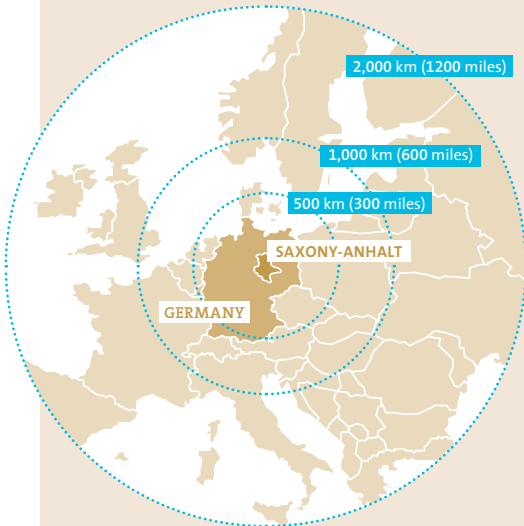 2,000 km (1200 miles)
1,000 km (600 miles)
500 km (300 miles)
SAXONY-ANHALT
GERMANY